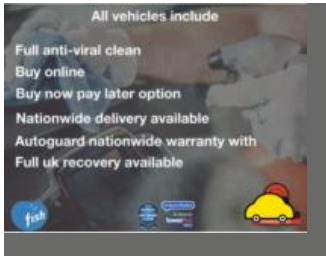 All vehicles include
Full anti-viral clean
Buy online
Buy now pay later option
Nationwide delivery available
Autoguard nationwide warranty with
Full uk recovery available
fish